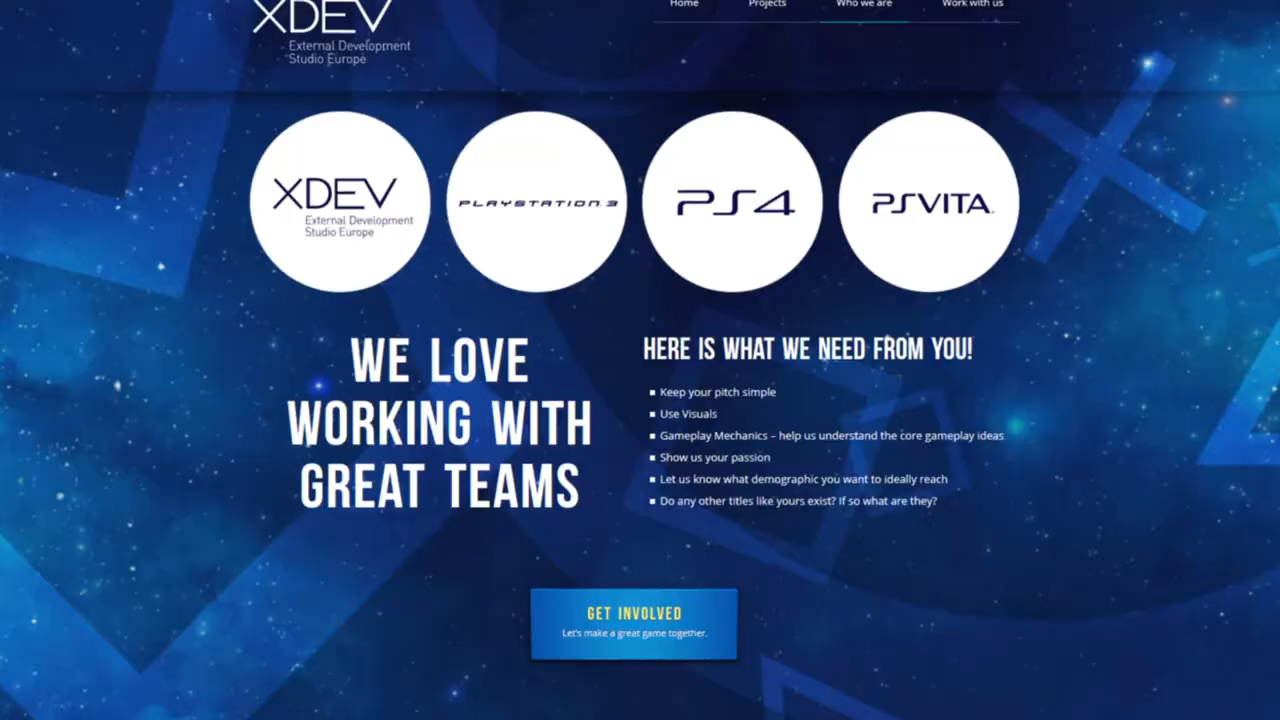 XDEV
External Development
Studio Europe
Home
Projects
Who we are
Work with us
XDEV
External Development
Studio Europe
PLAYSTATION 3
PS4
PSVITA
WE LOVE
WORKING WITH
GREAT TEAMS
HERE IS WHAT WE NEED FROM YOU!
Keep your pitch simple
Use Visuals
Gameplay Mechanics – help us understand the core gameplay ideas
Show us your passion
Let us know what demographic you want to ideally reach
Do any other titles like yours exist? If so what are they?
GET INVOLVED
Let's make a great game together.